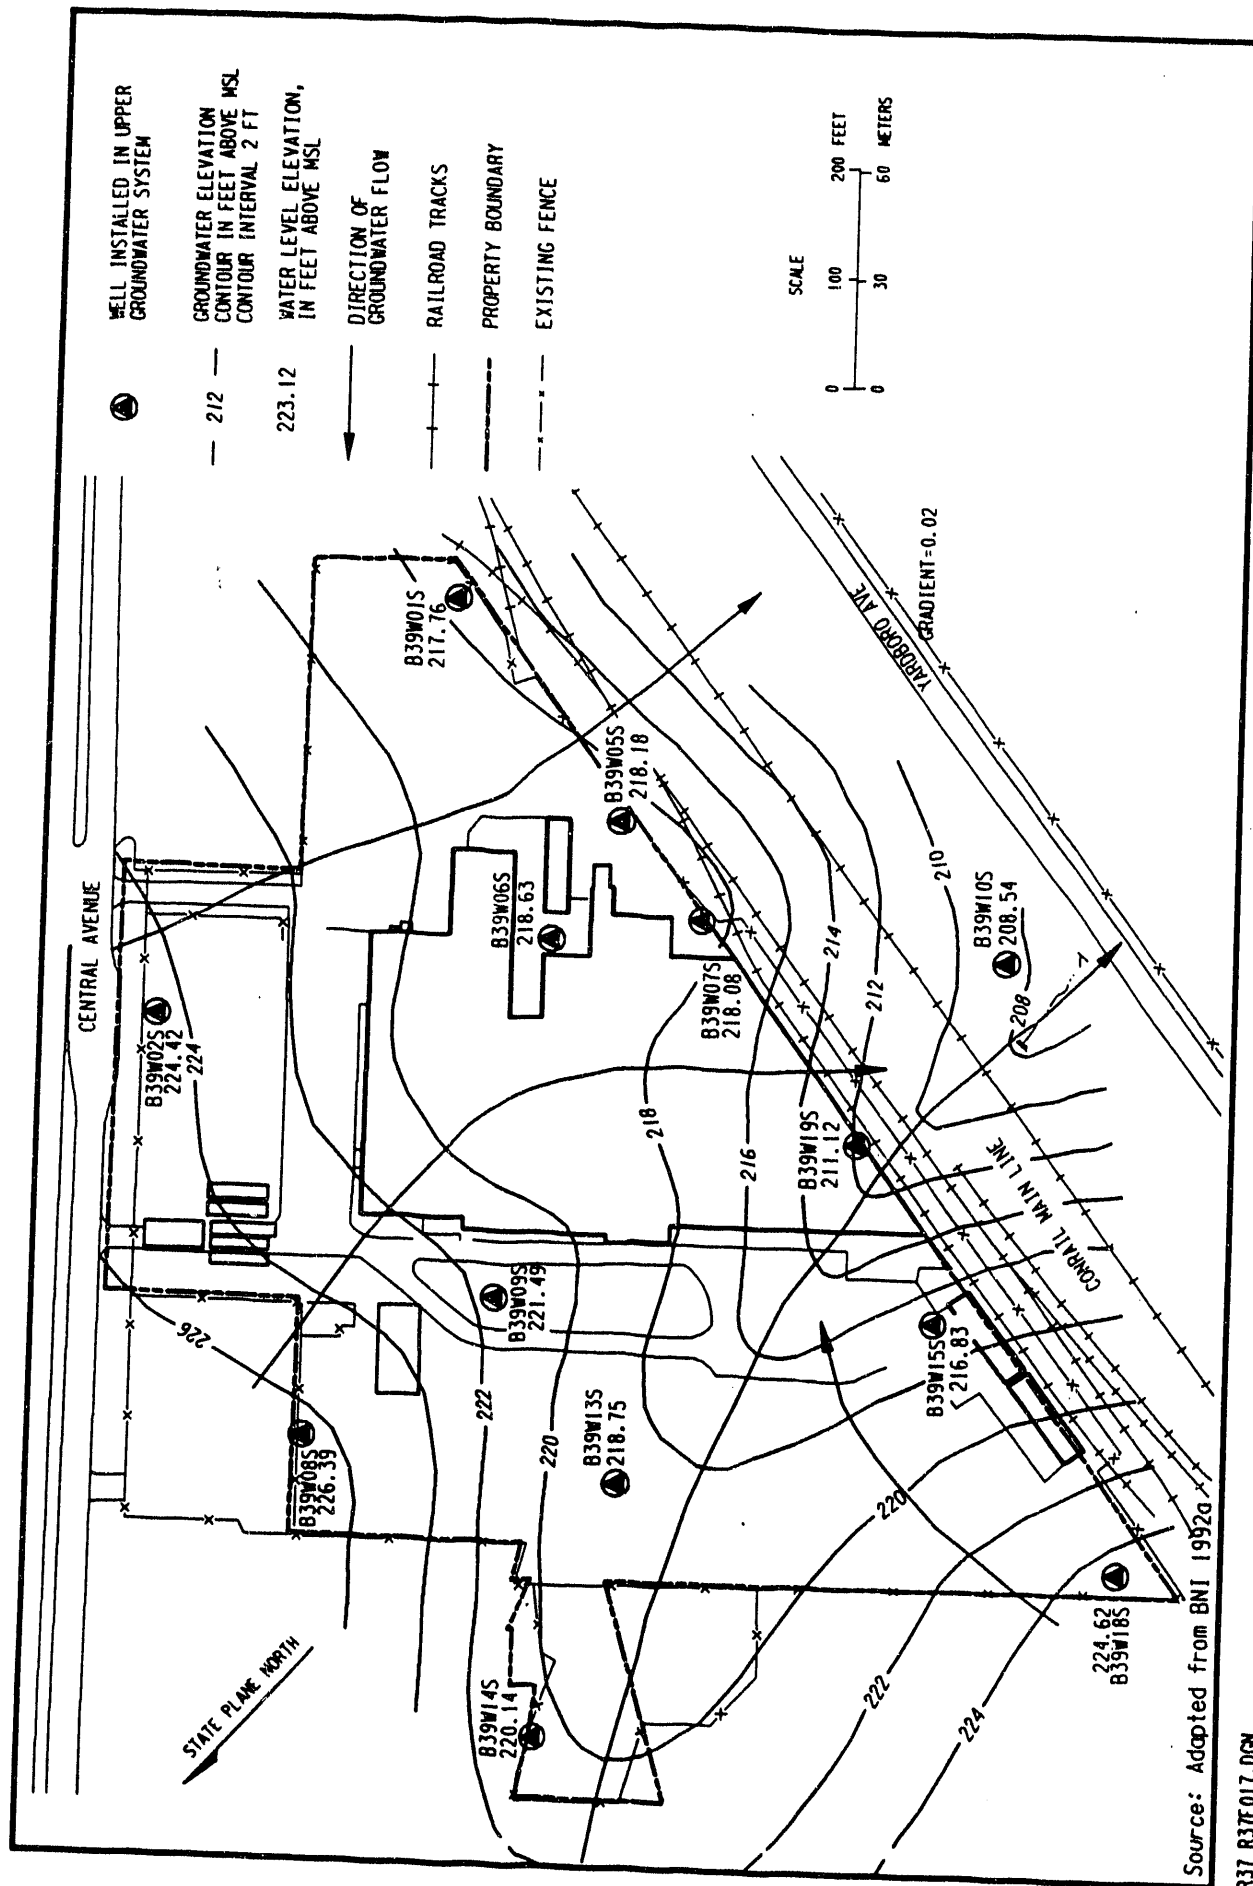 WELL INSTALLED IN UPPER
GROUNDWATER SYSTEM
212
GROUNDWATER ELEVATION
CONTOUR IN FEET ABOVE MSL
CONTOUR INTERVAL 2 FT
223.12
WATER LEVEL ELEVATION,
IN FEET ABOVE MSL
DIRECTION OF
GROUNDWATER FLOW
RAILROAD TRACKS
PROPERTY BOUNDARY
EXISTING FENCE
SCALE
0 100 200 FEET
0 30 60 METERS
CENTRAL AVENUE
B39W02S
224.42
224
226
B39W08S
226.39
STATE PLANE NORTH
B39W01S
217.76
B39W05S
218.18
B39W06S
218.63
B39W07S
218.08
B39W09S
221.49
222
220
B39W13S
218.75
B39W14S
220.14
218
216
214
212
210
208
B39W19S
211.12
B39W10S
208.54
B39W15S
216.83
220
222
224
224.62
B39W18S
CONRAIL MAIN LINE
YARDBORO AVE
GRADIENT=0.02
Source: Adapted from BNI 1992a
R37F017.DGN